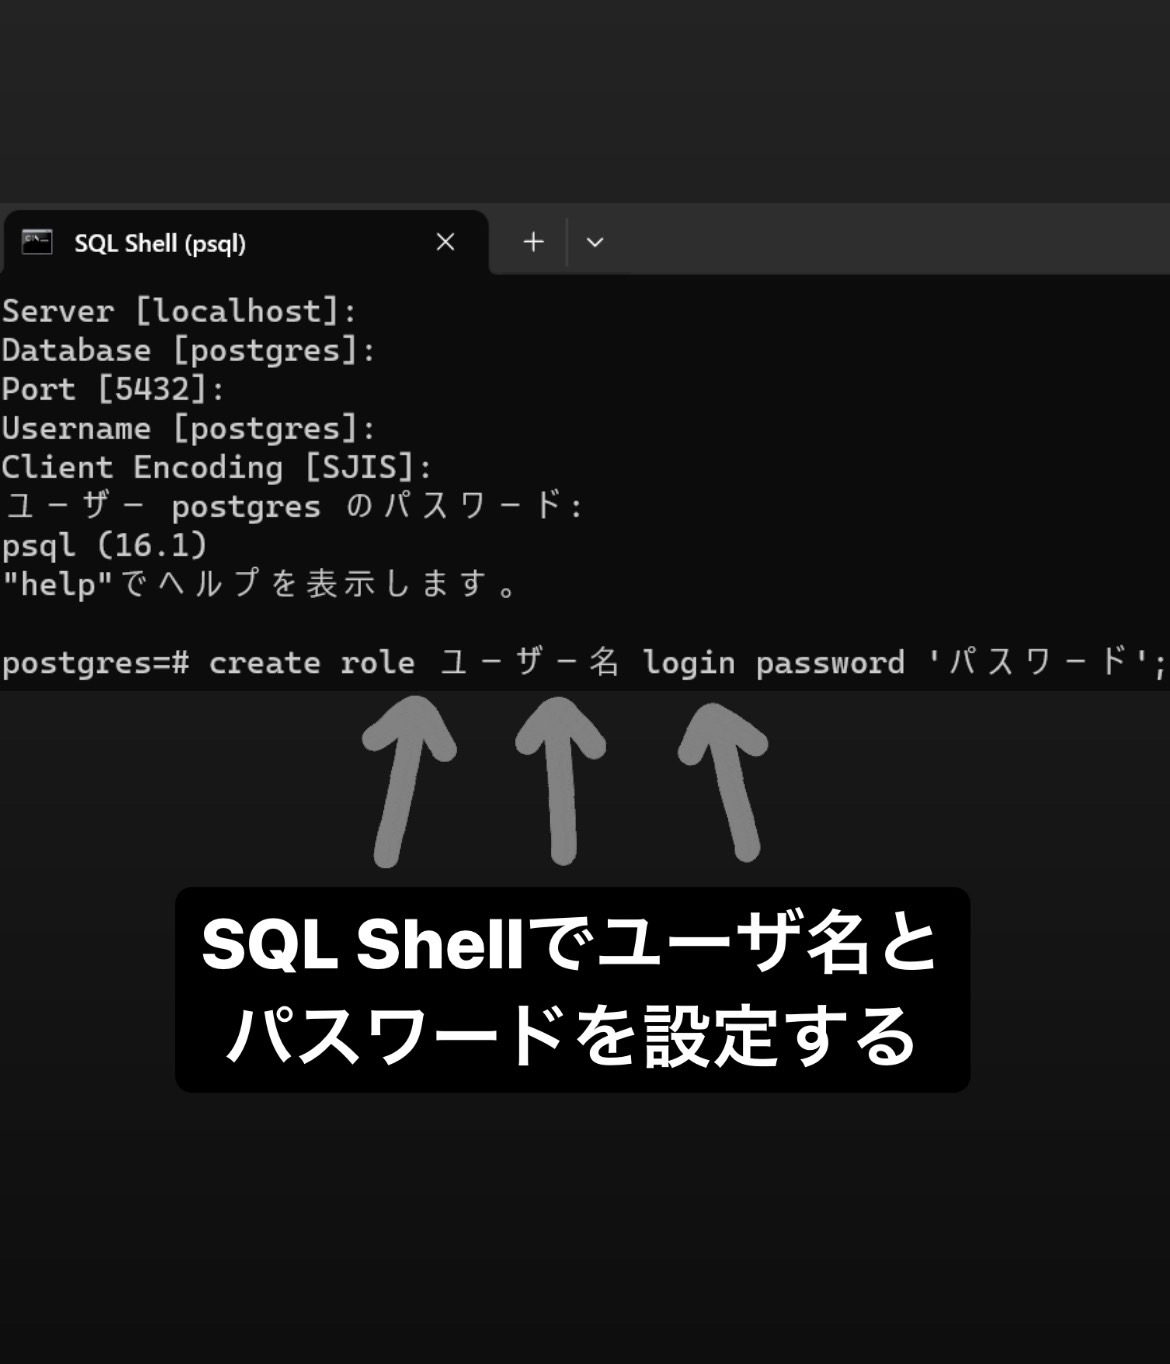 SQL Shell (psql)
Server [localhost]:
Database [postgres]:
Port [5432]:
Username [postgres]:
Client Encoding [SJIS]:
ユーザー postgres のパスワード:
psql (16.1)
"help"でヘルプを表示します。
postgres=# create role ユーザー名 login password 'パスワード';
SQL Shellでユーザ名と
パスワードを設定する